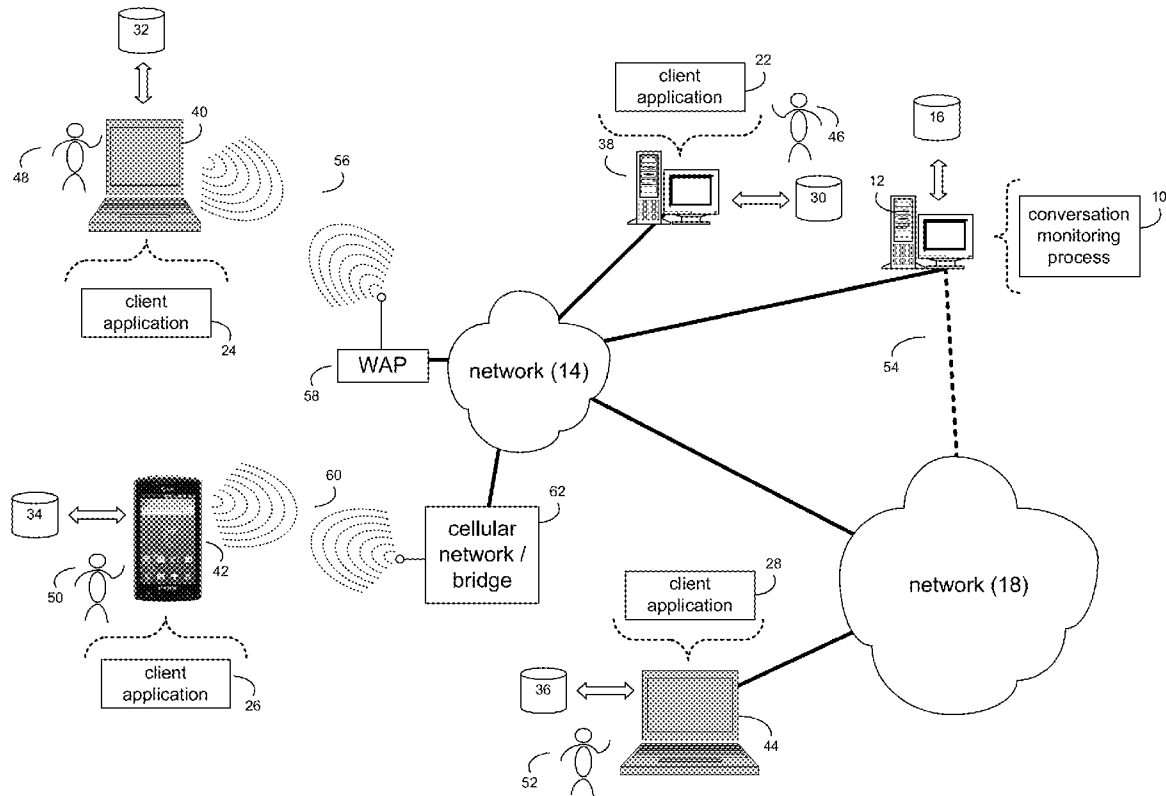 32
40
48
56
client
application
24
58
WAP
client
application
22
46
38
30
16
12
10
conversation
monitoring
process
network (14)
54
34
50
42
60
62
cellular
network /
bridge
client
application
26
client
application
28
36
52
44
network (18)